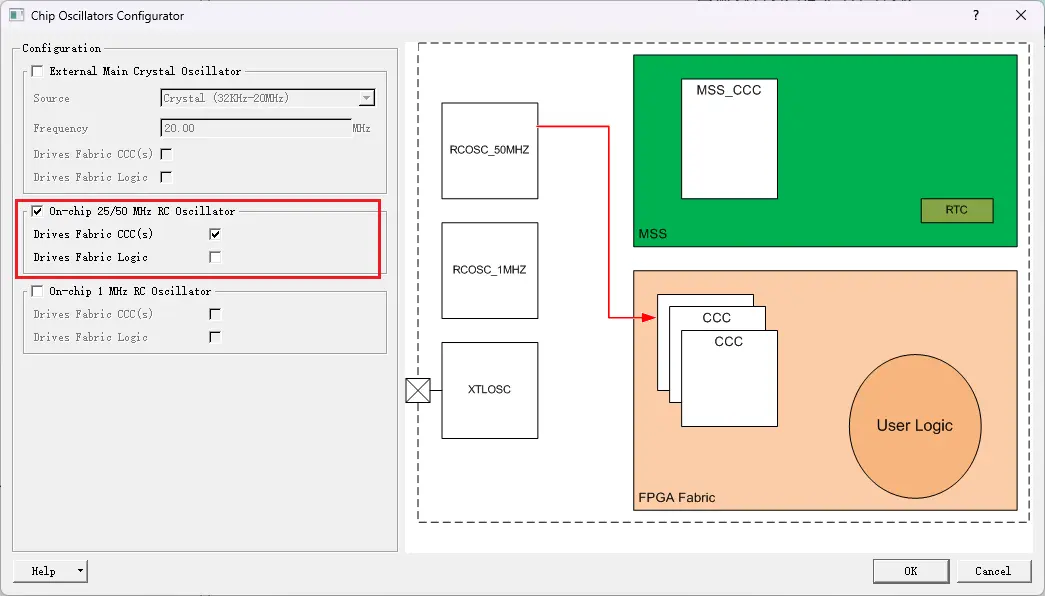 Chip Oscillators Configurator
?
Configuration
External Main Crystal Oscillator
Source
Crystal (32KHz-20MHz)
Frequency
20.00
MHz
Drives Fabric CCC(s)
Drives Fabric Logic
On-chip 25/50 MHz RC Oscillator
Drives Fabric CCC(s)
Drives Fabric Logic
On-chip 1 MHz RC Oscillator
Drives Fabric CCC(s)
Drives Fabric Logic
RCOSC_50MHZ
RCOSC_1MHZ
XTLOSC
MSS_CCC
RTC
MSS
CCC
CCC
User Logic
FPGA Fabric
Help
OK
Cancel